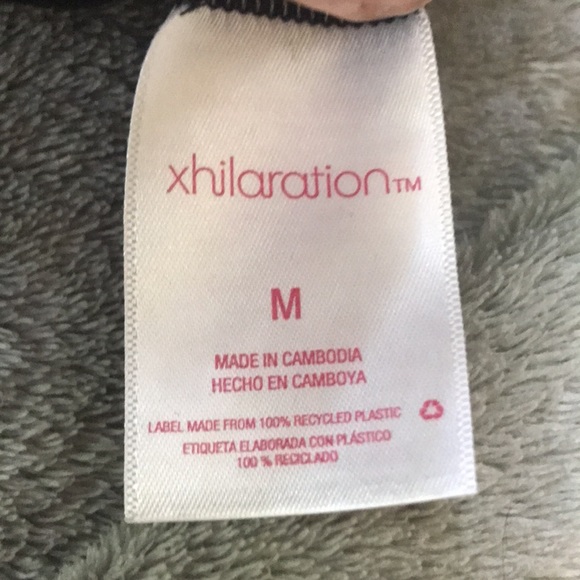 xhilaration™
M
MADE IN CAMBODIA
HECHO EN CAMBOYA
LABEL MADE FROM 100% RECYCLED PLASTIC
ETIQUETA ELABORADA CON PLÁSTICO
100 % RECICLADO